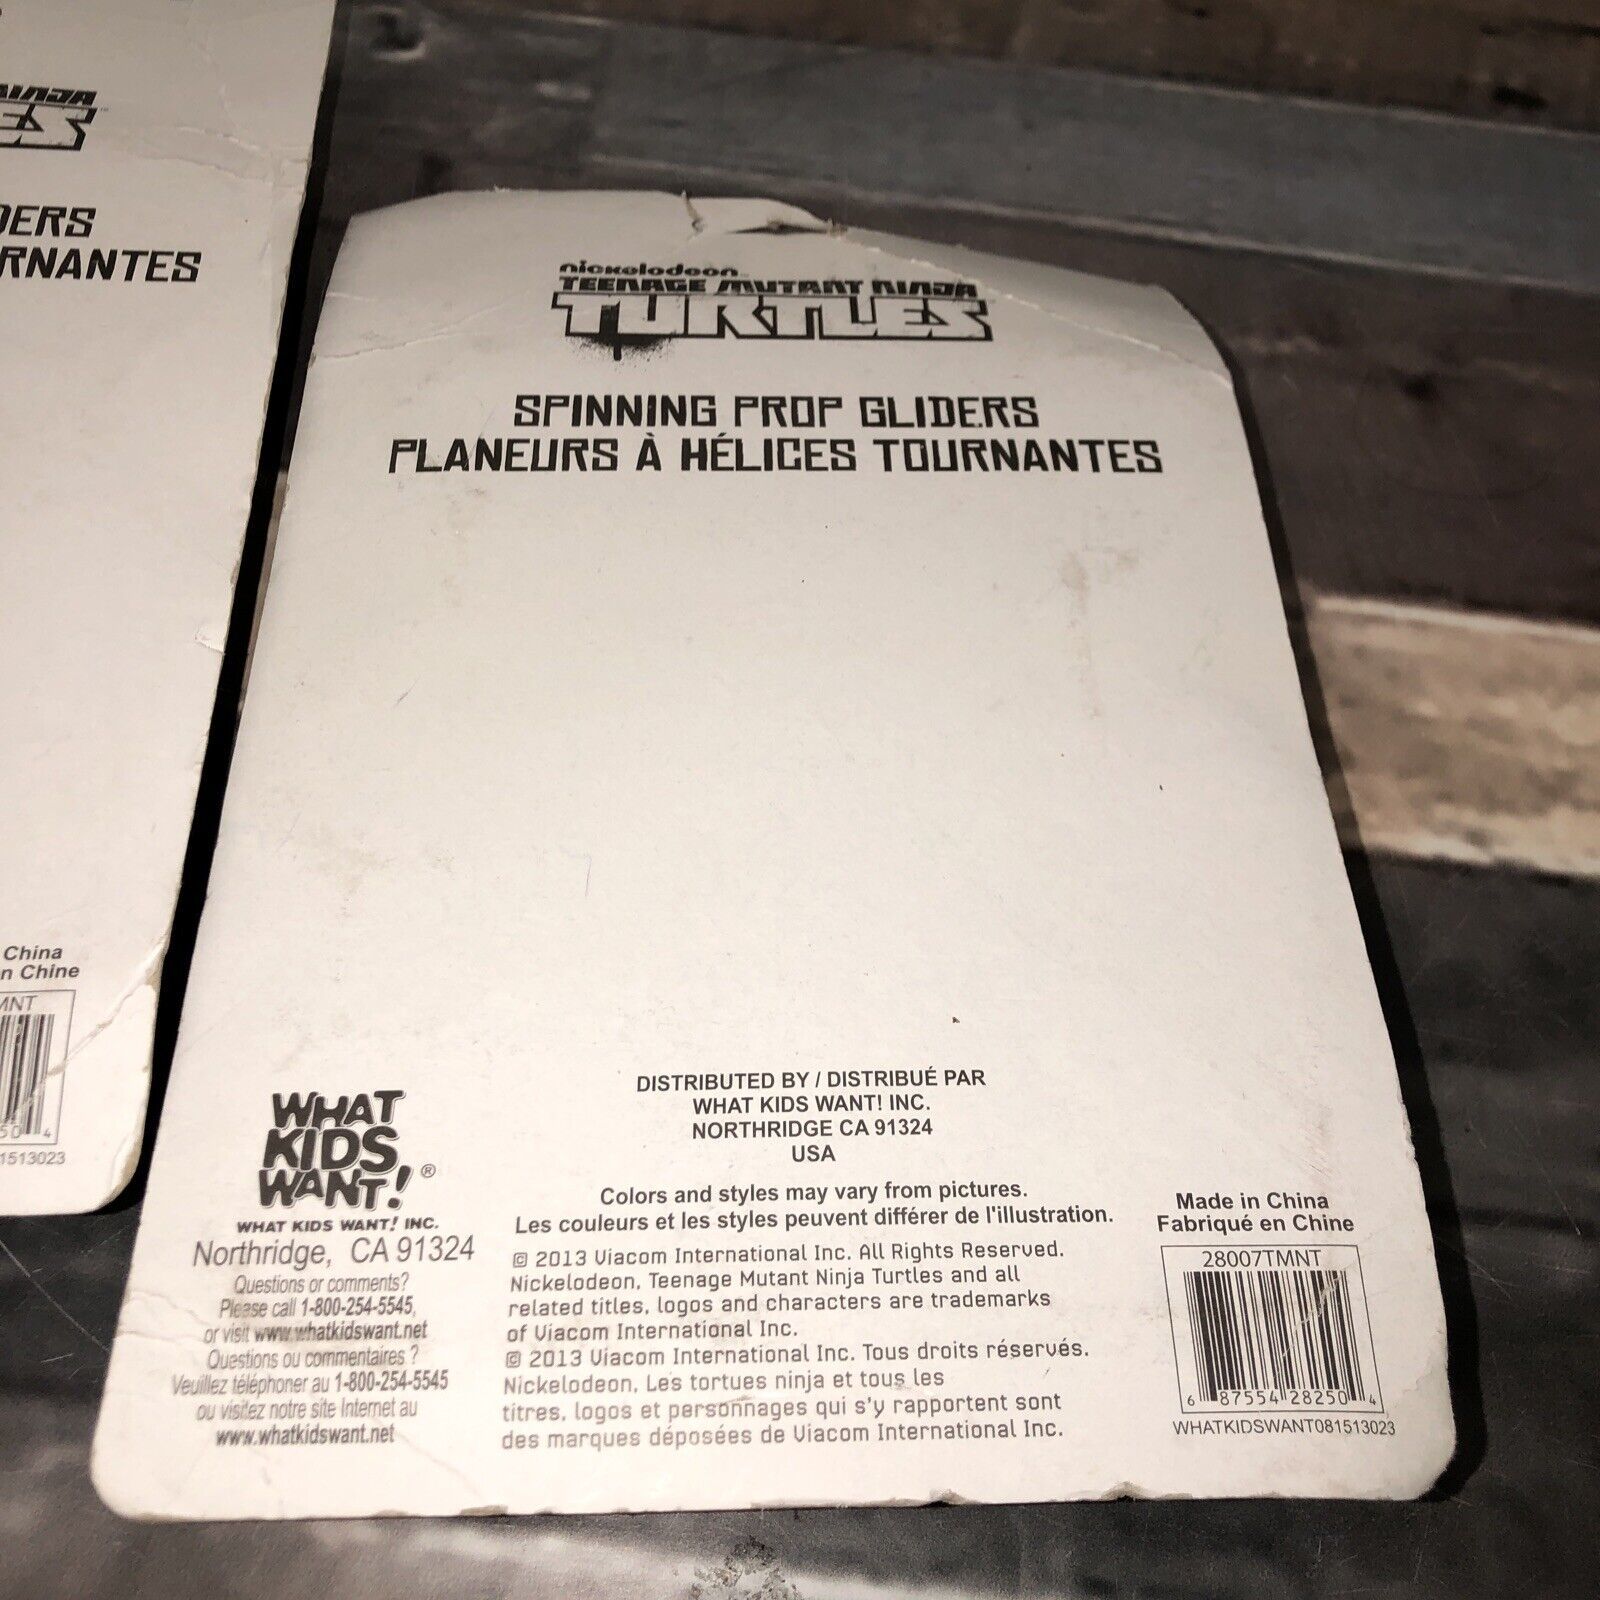 NINJA
DERS
RNANTES
China
n Chine
MNT
50 4
1513023
nickelodeon
TEENAGE MUTANT NINJA
TURTLES
SPINNING PROP GLIDERS
PLANEURS À HÉLICES TOURNANTES
DISTRIBUTED BY / DISTRIBUÉ PAR
WHAT KIDS WANT! INC.
NORTHRIDGE CA 91324
USA
Colors and styles may vary from pictures.
Les couleurs et les styles peuvent différer de l'illustration.
© 2013 Viacom International Inc. All Rights Reserved.
Nickelodeon, Teenage Mutant Ninja Turtles and all
related titles, logos and characters are trademarks
of Viacom International Inc.
© 2013 Viacom International Inc. Tous droits réservés.
Nickelodeon, Les tortues ninja et tous les
titres, logos et personnages qui s'y rapportent sont
des marques déposées de Viacom International Inc.
WHAT
KIDS
WANT! ®
WHAT KIDS WANT! INC.
Northridge, CA 91324
Questions or comments?
Please call 1-800-254-5545,
or visit www.whatkidswant.net
Questions ou commentaires ?
Veuillez téléphoner au 1-800-254-5545
ou visitez notre site Internet au
www.whatkidswant.net
Made in China
Fabriqué en Chine
28007TMNT
6 87554 28250 4
WHATKIDSWANT081513023